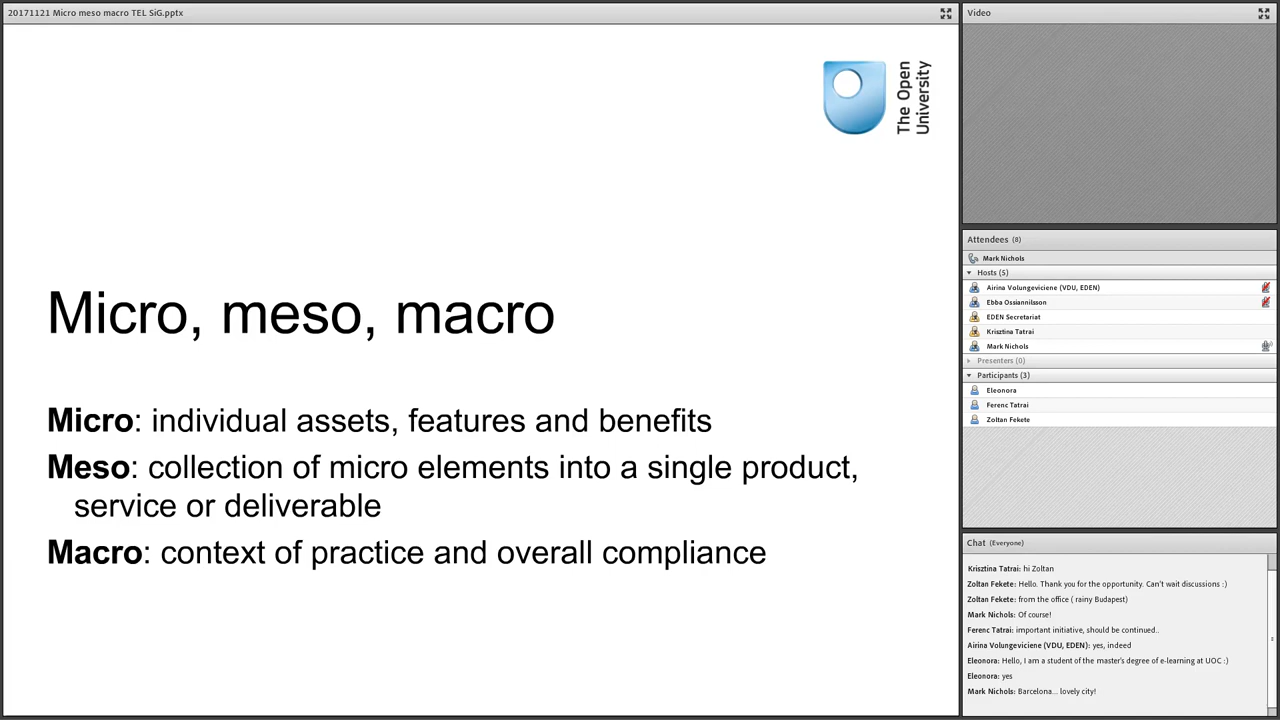 20171121 Micro meso macro TEL SiG.pptx
The Open
University
Micro, meso, macro
Micro: individual assets, features and benefits
Meso: collection of micro elements into a single product,
service or deliverable
Macro: context of practice and overall compliance
Video
Attendees (8)
Mark Nichols
Hosts (5)
Airina Volungeviciene (VDU, EDEN)
Ebba Ossiannilsson
EDEN Secretariat
Krisztina Tatrai
Mark Nichols
Presenters (0)
Participants (3)
Eleonora
Ferenc Tatrai
Zoltan Fekete
Chat (Everyone)
Krisztina Tatrai: hi Zoltan
Zoltan Fekete: Hello. Thank you for the opportunity. Can't wait discussions :)
Zoltan Fekete: from the office ( rainy Budapest)
Mark Nichols: Of course!
Ferenc Tatrai: important initiative, should be continued..
Airina Volungeviciene (VDU, EDEN): yes, indeed
Eleonora: Hello, I am a student of the master's degree of e-learning at UOC :)
Eleonora: yes
Mark Nichols: Barcelona... lovely city!